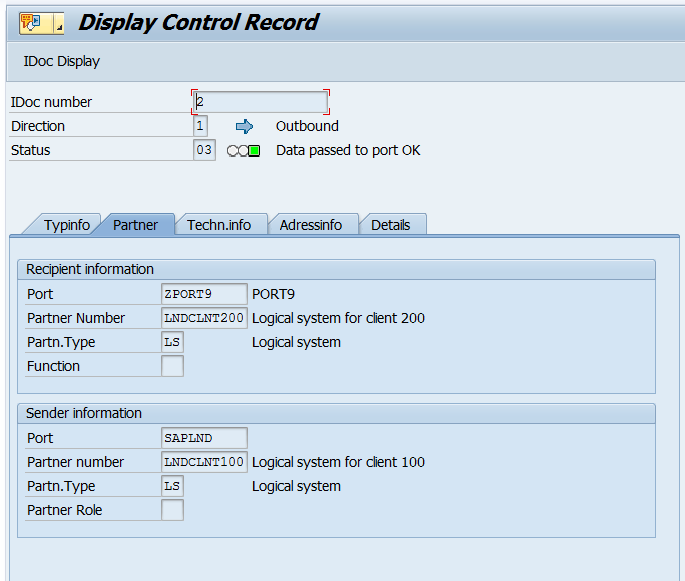 Display Control Record
IDoc Display
IDoc number 2
Direction 1 Outbound
Status 03 Data passed to port OK
Typinfo Partner Techn.info Adressinfo Details
Recipient information
Port ZPORT9 PORT9
Partner Number LNDCLNT200 Logical system for client 200
Partn.Type LS Logical system
Function
Sender information
Port SAPLND
Partner number LNDCLNT100 Logical system for client 100
Partn.Type LS Logical system
Partner Role